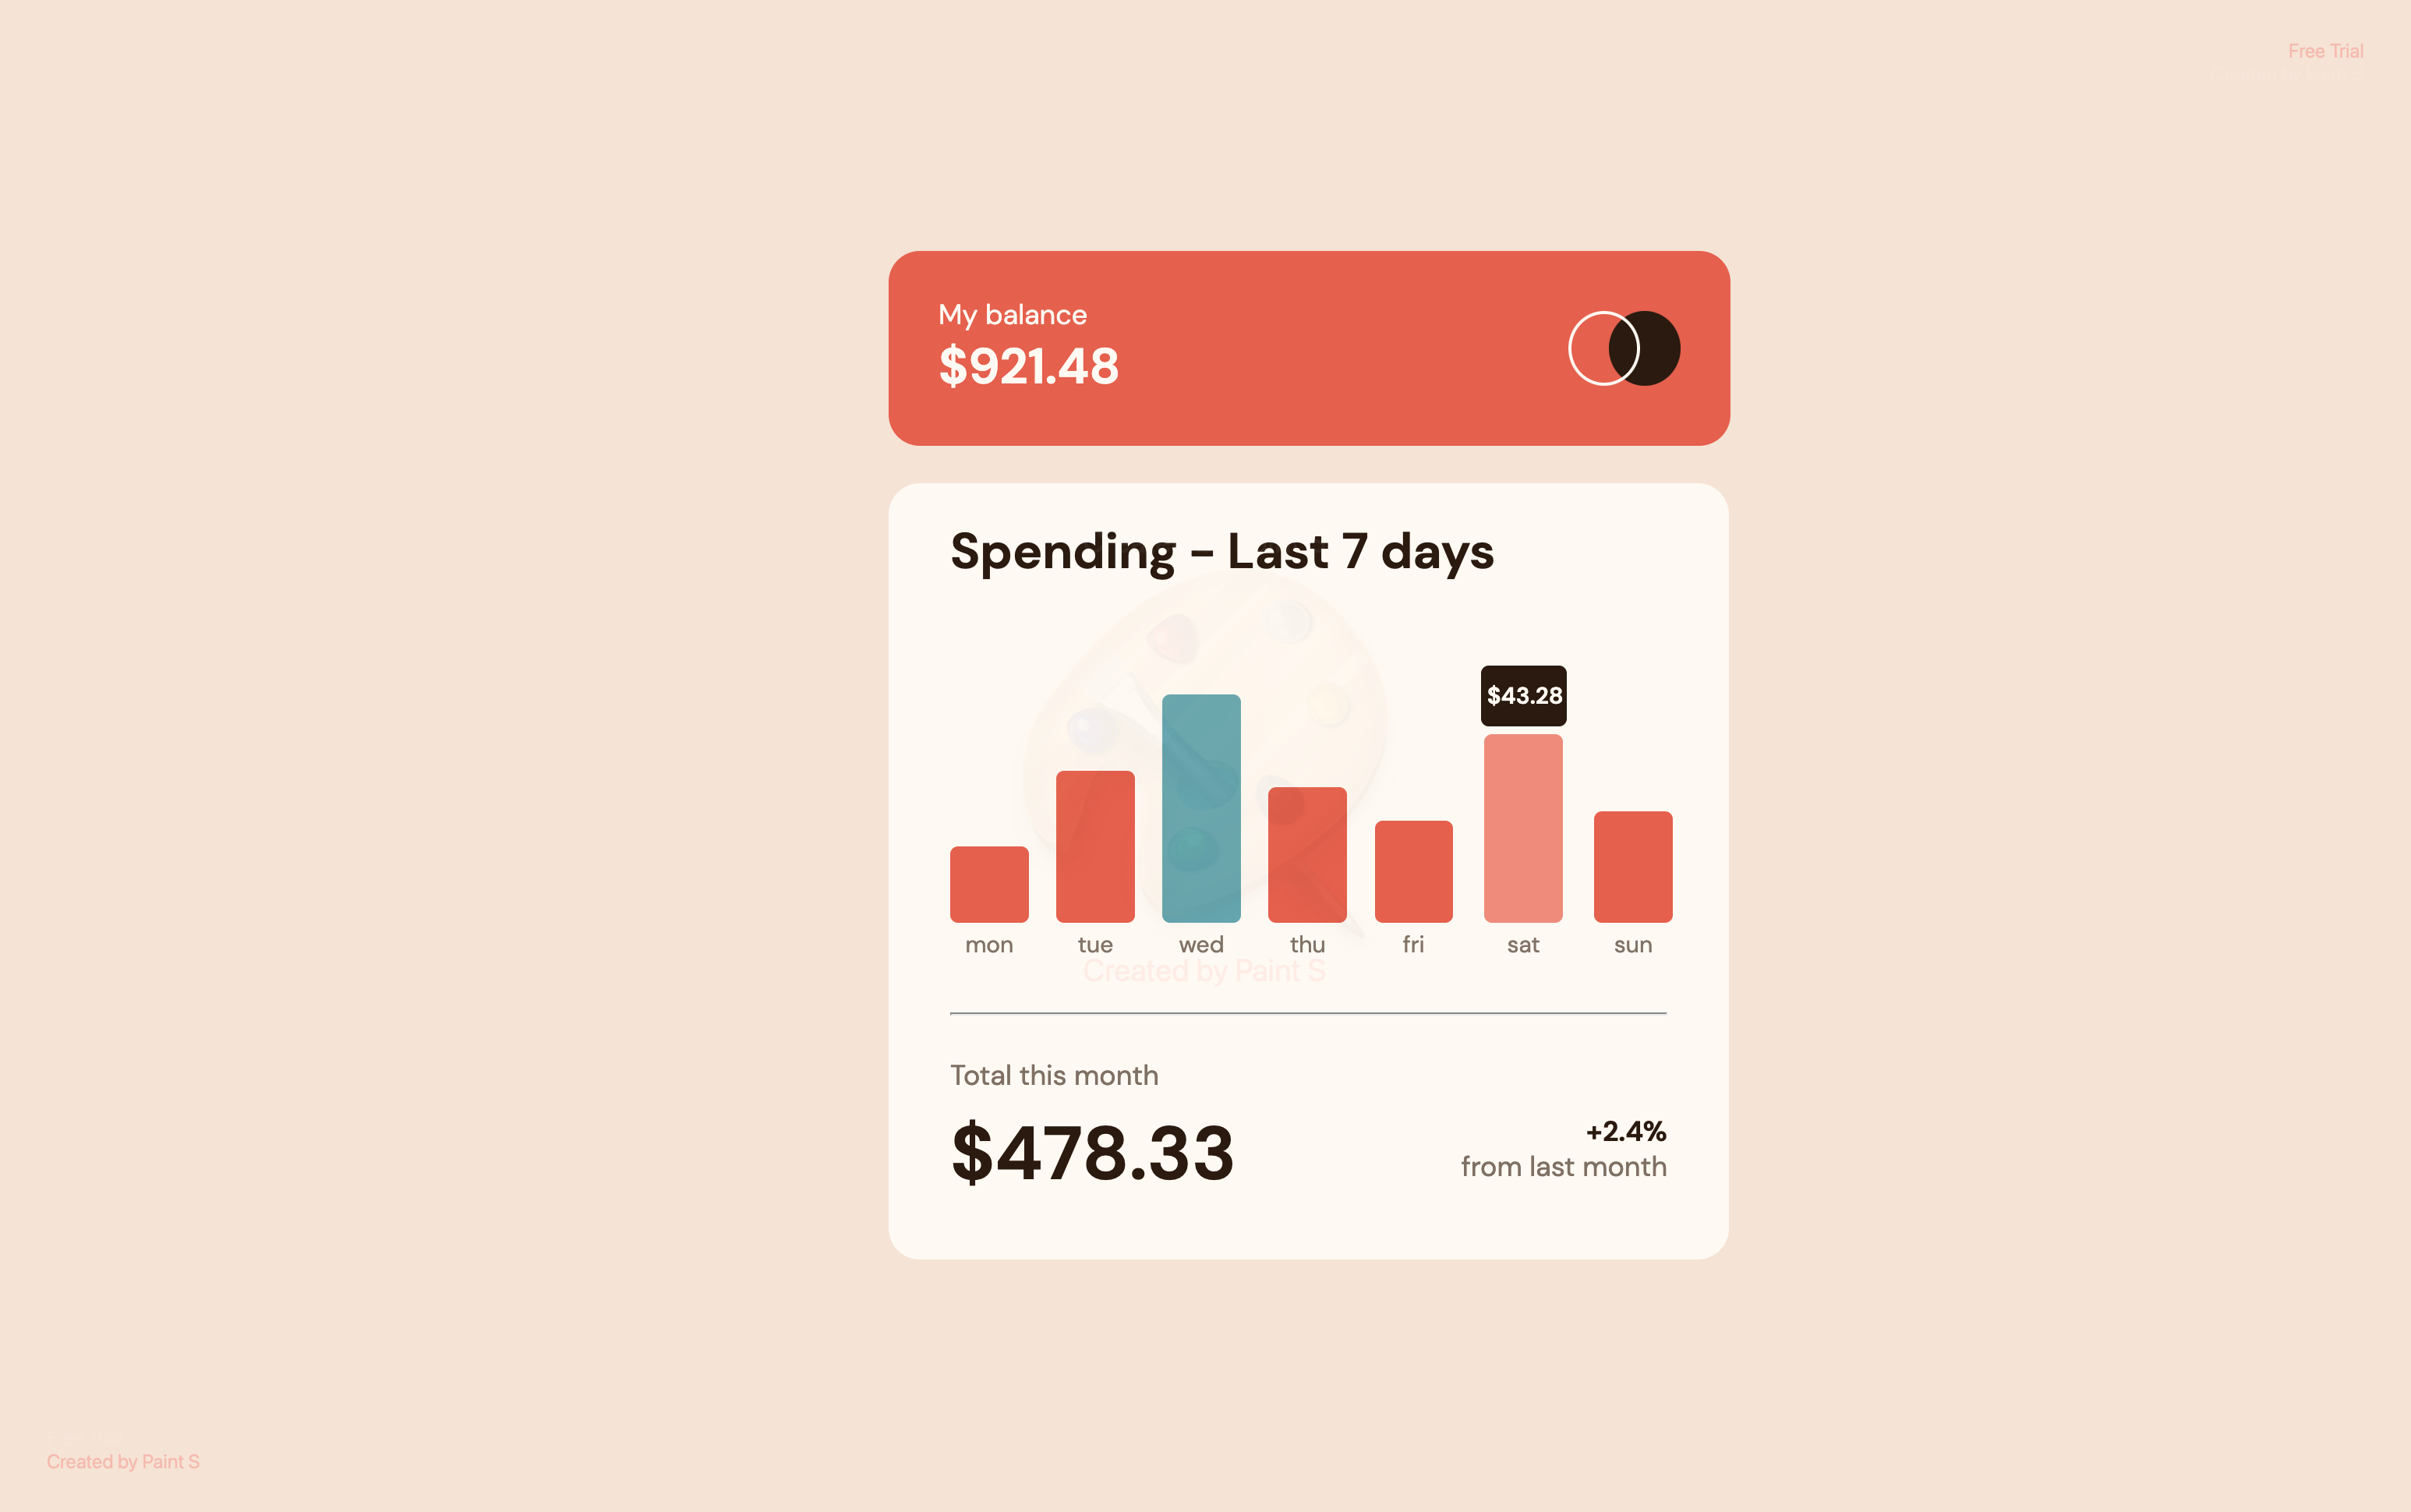 Free Trial
My balance
$921.48
Spending - Last 7 days
$43.28
mon tue wed thu fri sat sun
Created by Paint S
Total this month
$478.33
+2.4%
from last month
Created by Paint S